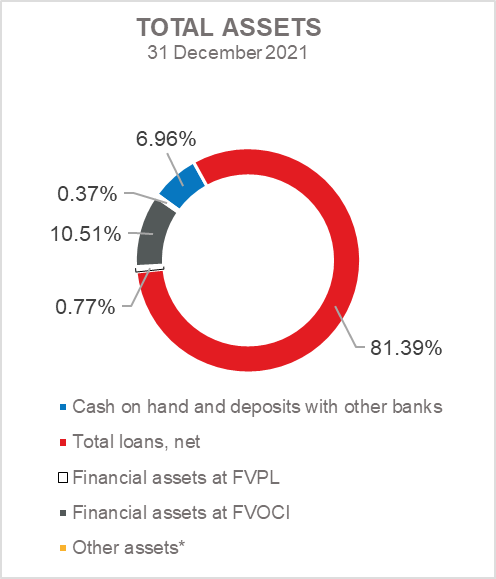 TOTAL ASSETS
31 December 2021
6.96%
0.37%
10.51%
0.77%
81.39%
Cash on hand and deposits with other banks
Total loans, net
Financial assets at FVPL
Financial assets at FVOCI
Other assets*